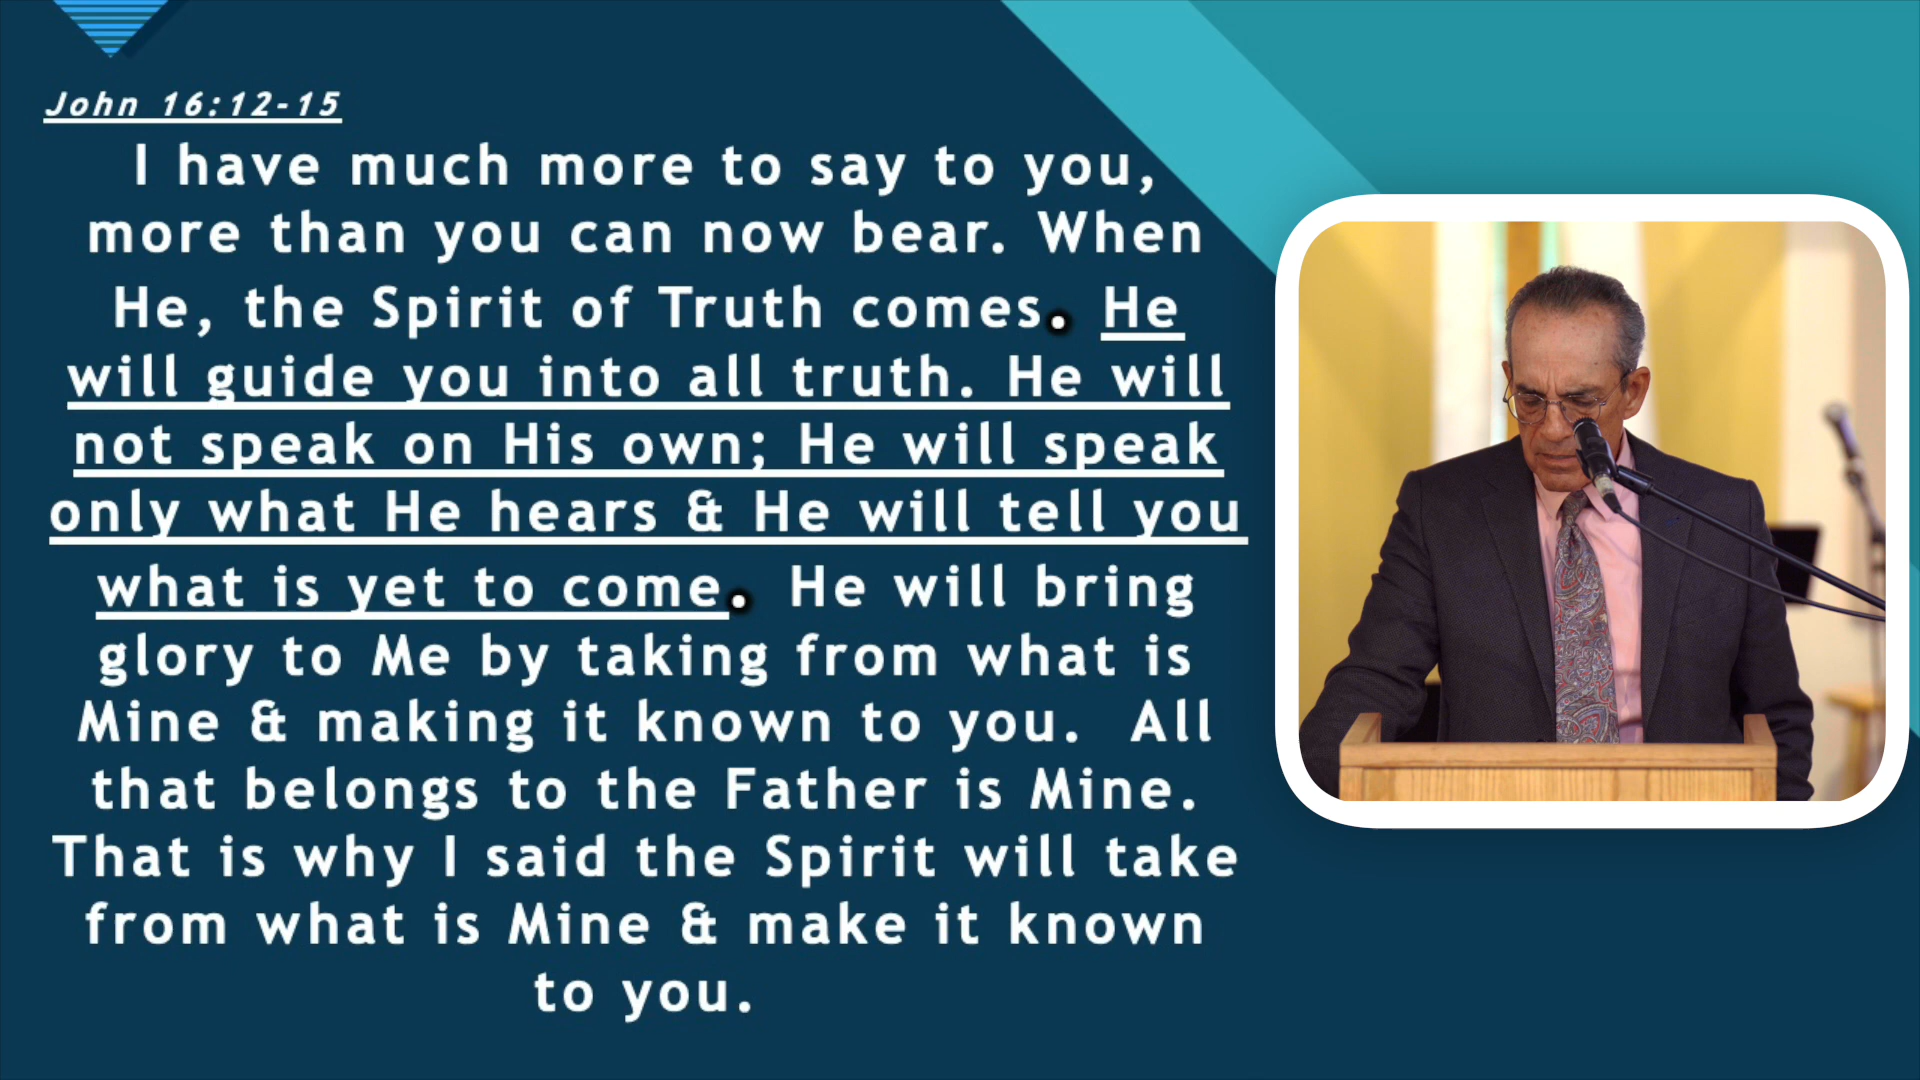 John 16:12-15
I have much more to say to you,
more than you can now bear. When
He, the Spirit of Truth comes. He
will guide you into all truth. He will
not speak on His own; He will speak
only what He hears & He will tell you
what is yet to come. He will bring
glory to Me by taking from what is
Mine & making it known to you. All
that belongs to the Father is Mine.
That is why I said the Spirit will take
from what is Mine & make it known
to you.